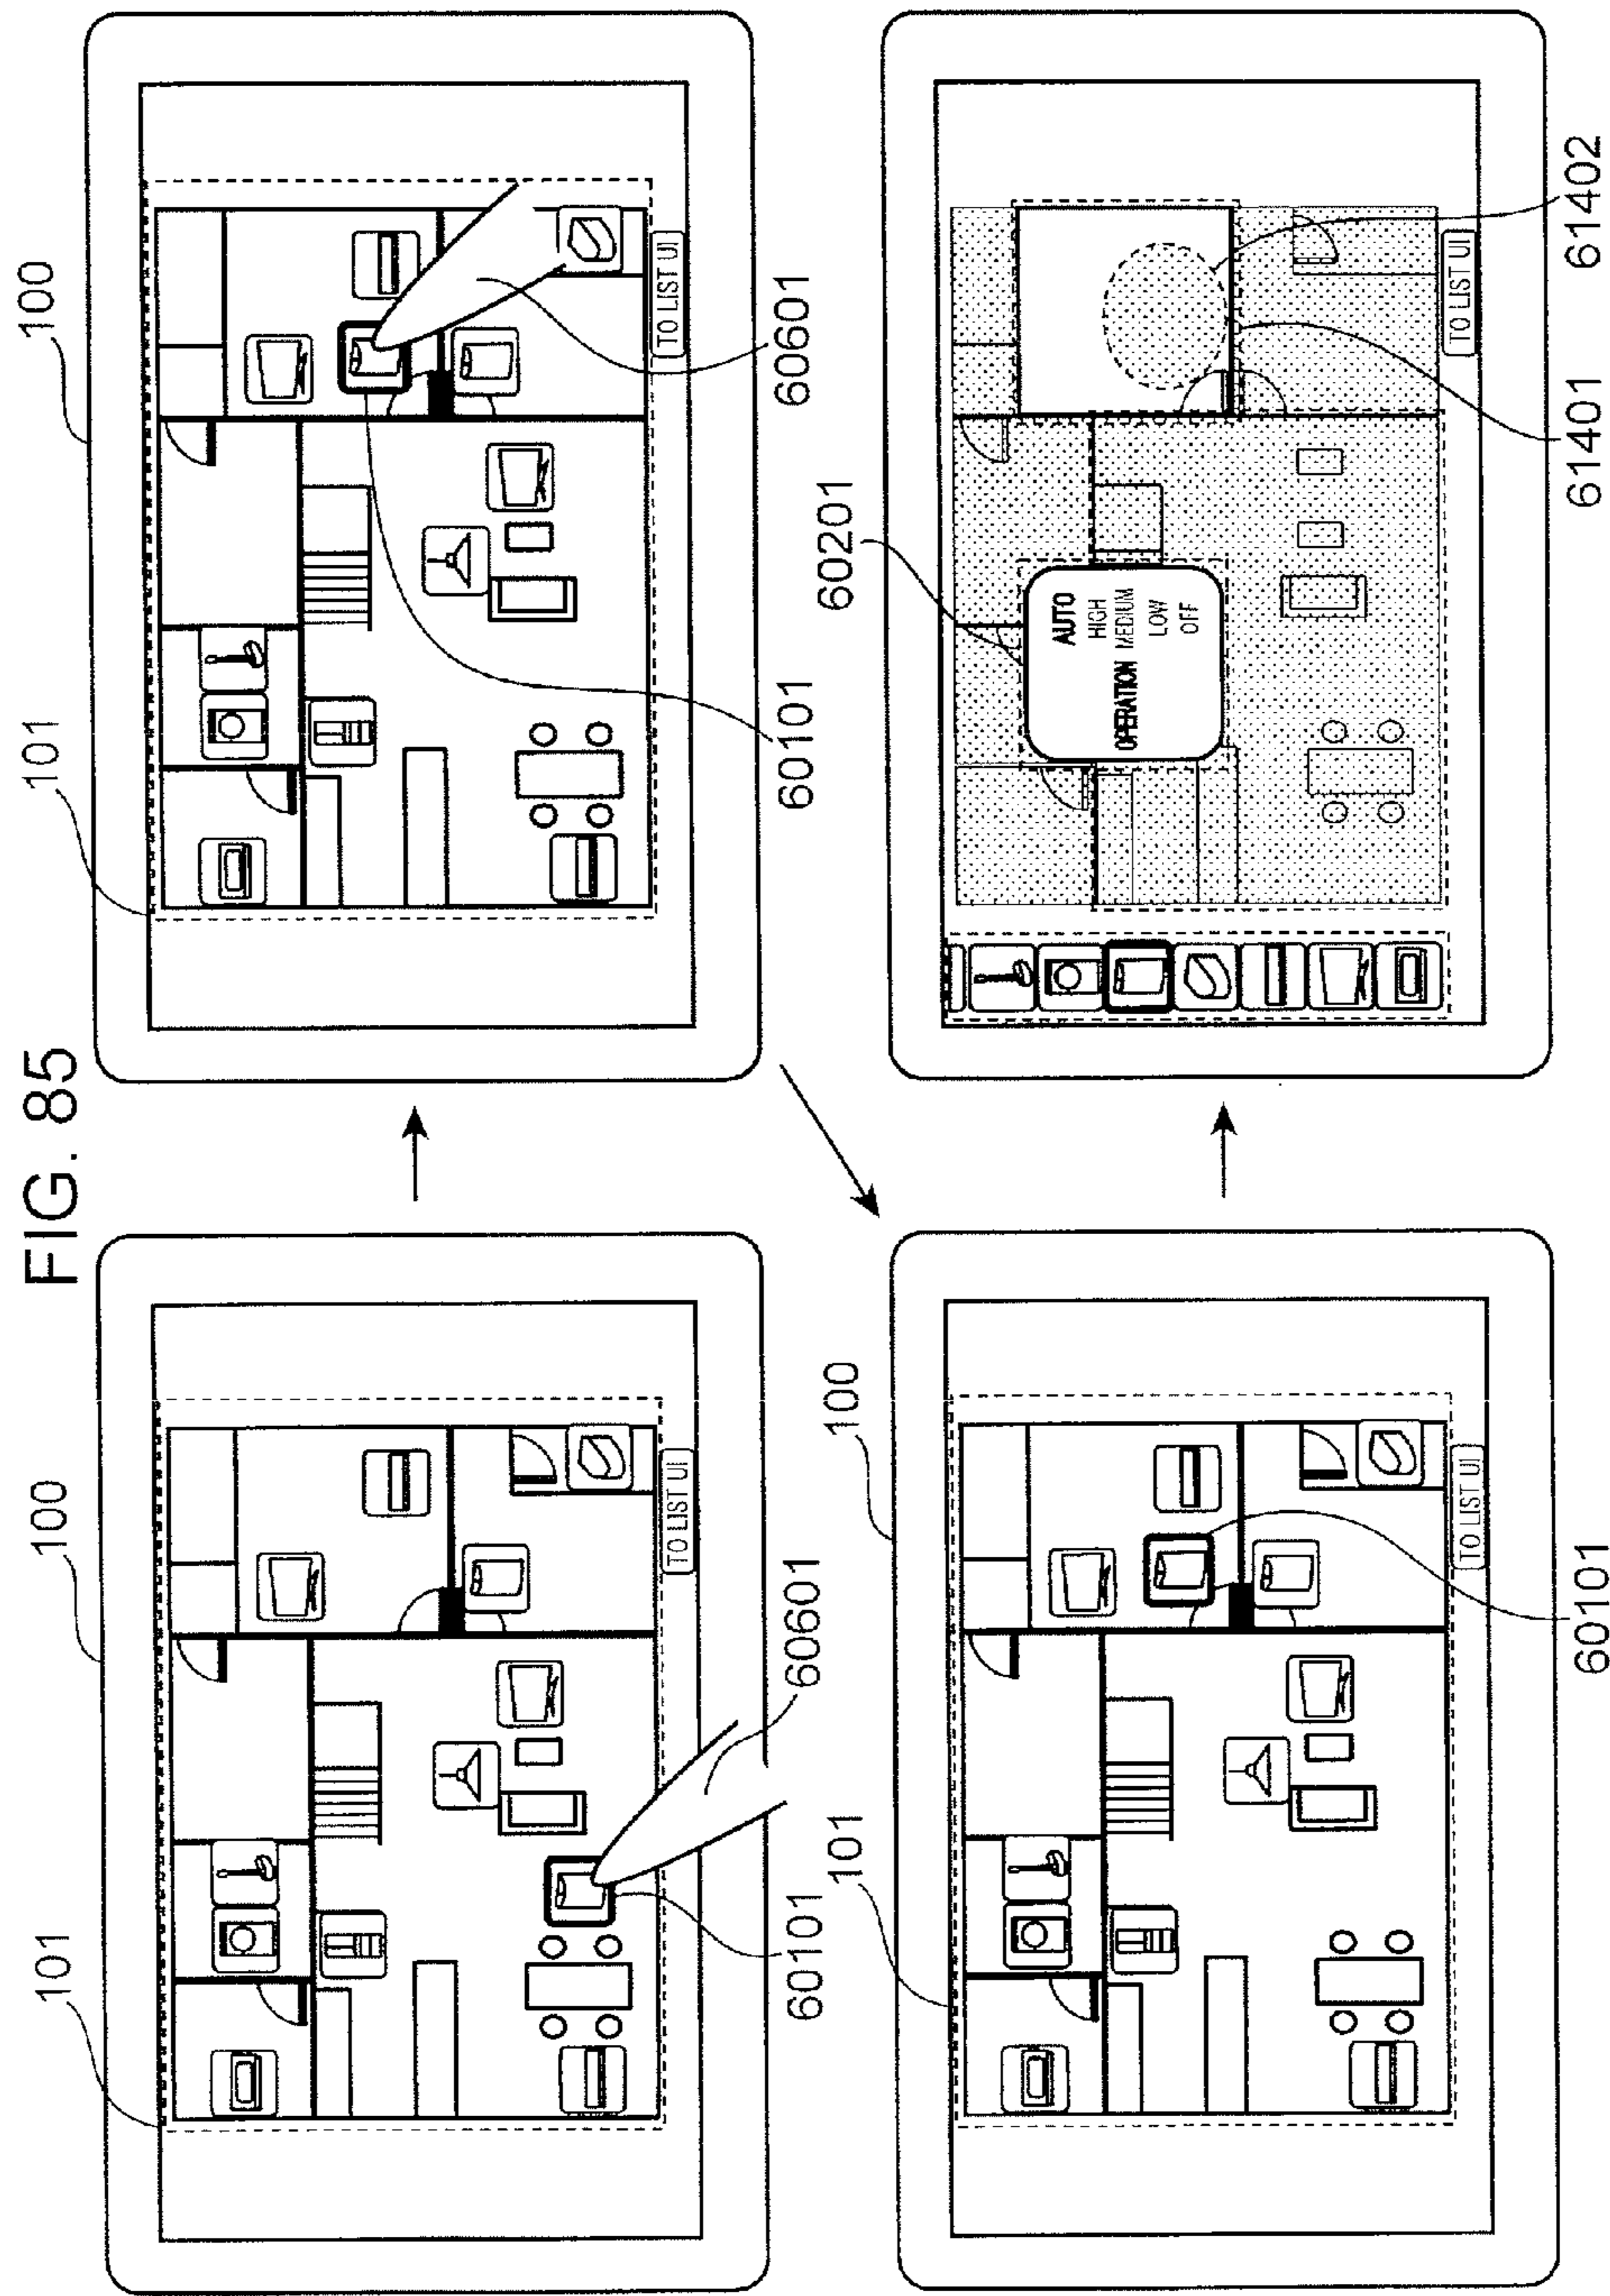 FIG. 85
101
100
101
100
TO LIST UI
TO LIST UI
60101
60601
60101
60601
101
100
60201
AUTO
HIGH
OPERATION MEDIUM
LOW
OFF
TO LIST UI
TO LIST UI
60101
61401
61402